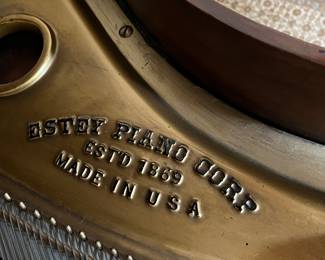 ESTEY PIANO CORP
ESTD 1869
MADE IN USA